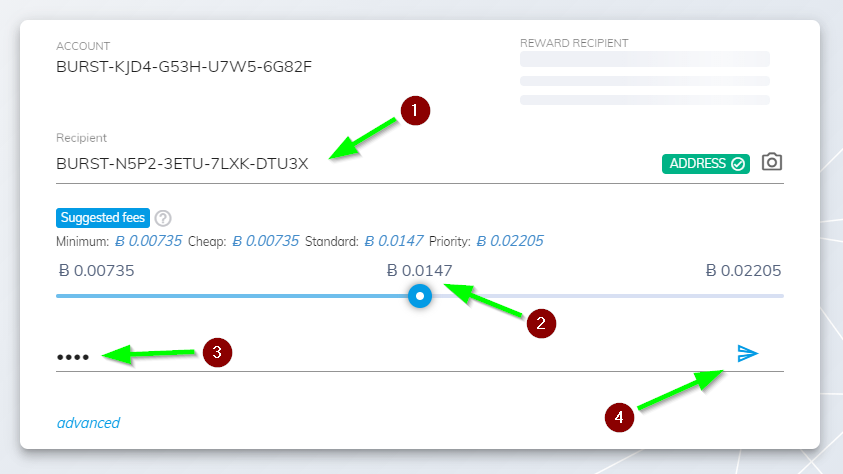 ACCOUNT
BURST-KJD4-G53H-U7W5-6G82F
REWARD RECIPIENT
1
Recipient
BURST-N5P2-3ETU-7LXK-DTU3X
ADDRESS
Suggested fees ?
Minimum: Ƀ 0.00735 Cheap: Ƀ 0.00735 Standard: Ƀ 0.0147 Priority: Ƀ 0.02205
Ƀ 0.00735 Ƀ 0.0147 Ƀ 0.02205
2
•••• 3
4
advanced